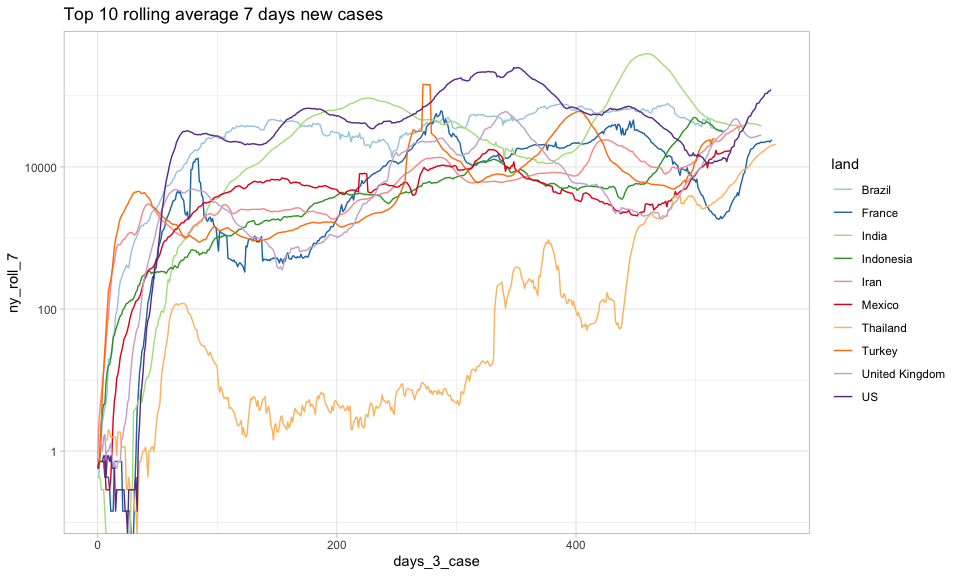 Top 10 rolling average 7 days new cases
ny_roll_7
10000
100
1
0
200
400
days_3_case
land
Brazil
France
India
Indonesia
Iran
Mexico
Thailand
Turkey
United Kingdom
US